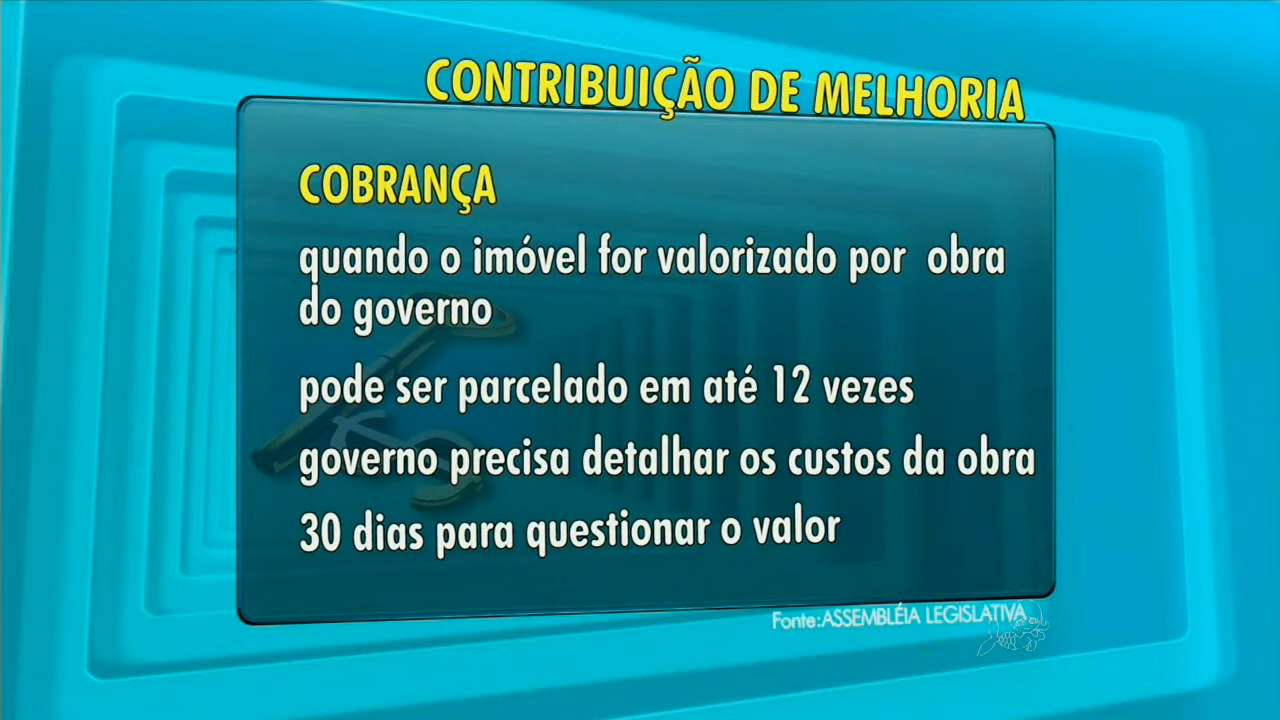 CONTRIBUIÇÃO DE MELHORIA
COBRANÇA
quando o imóvel for valorizado por obra
do governo
pode ser parcelado em até 12 vezes
governo precisa detalhar os custos da obra
30 dias para questionar o valor
Fonte:ASSEMBLÉIA LEGISLATIVA